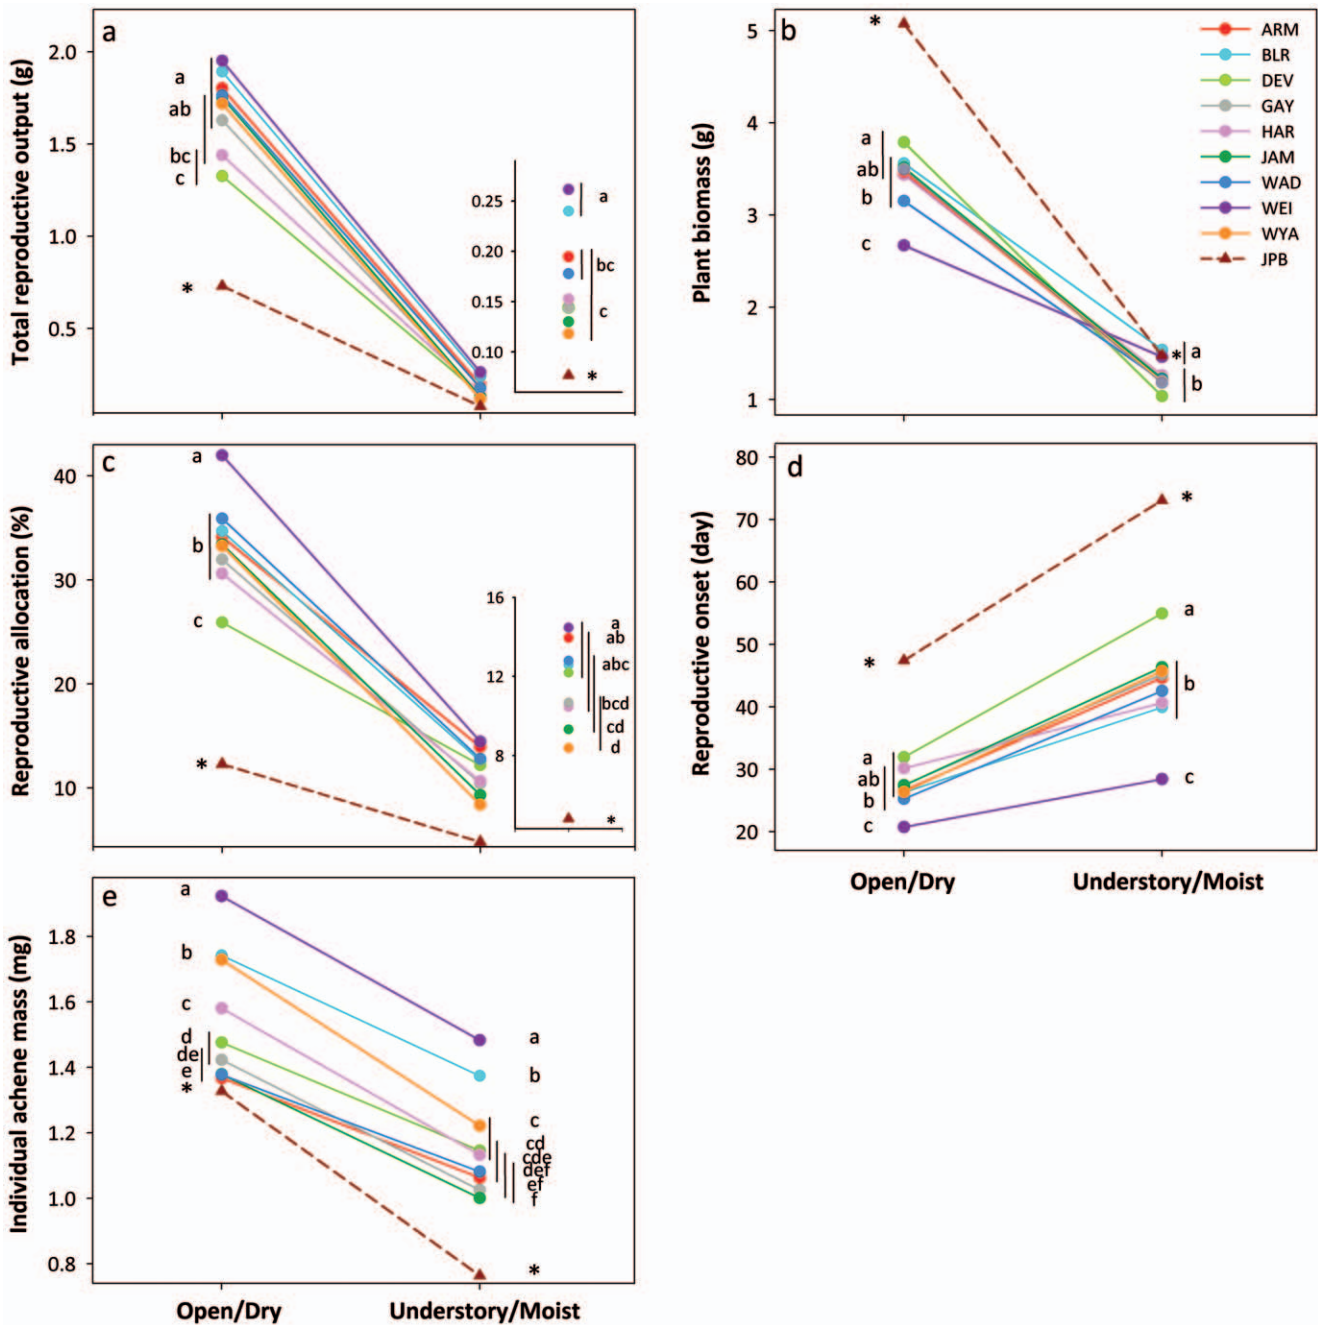 a
Total reproductive output (g)
2.0
1.5
1.0
0.5
a
ab
bc
c
*
0.25
0.20
0.15
0.10
a
bc
c
*
b
Plant biomass (g)
5
4
3
2
1
*
a
ab
b
c
* a
b
ARM
BLR
DEV
GAY
HAR
JAM
WAD
WEI
WYA
JPB
c
Reproductive allocation (%)
40
30
20
10
a
b
c
*
16
12
8
a
ab
abc
bcd
cd
d
*
d
Reproductive onset (day)
80
70
60
50
40
30
20
*
a
ab
b
c
*
a
b
c
Open/Dry Understory/Moist
e
Individual achene mass (mg)
1.8
1.6
1.4
1.2
1.0
0.8
a
b
c
d
de
e
*
a
b
c
cd
cde
def
ef
f
*
Open/Dry Understory/Moist